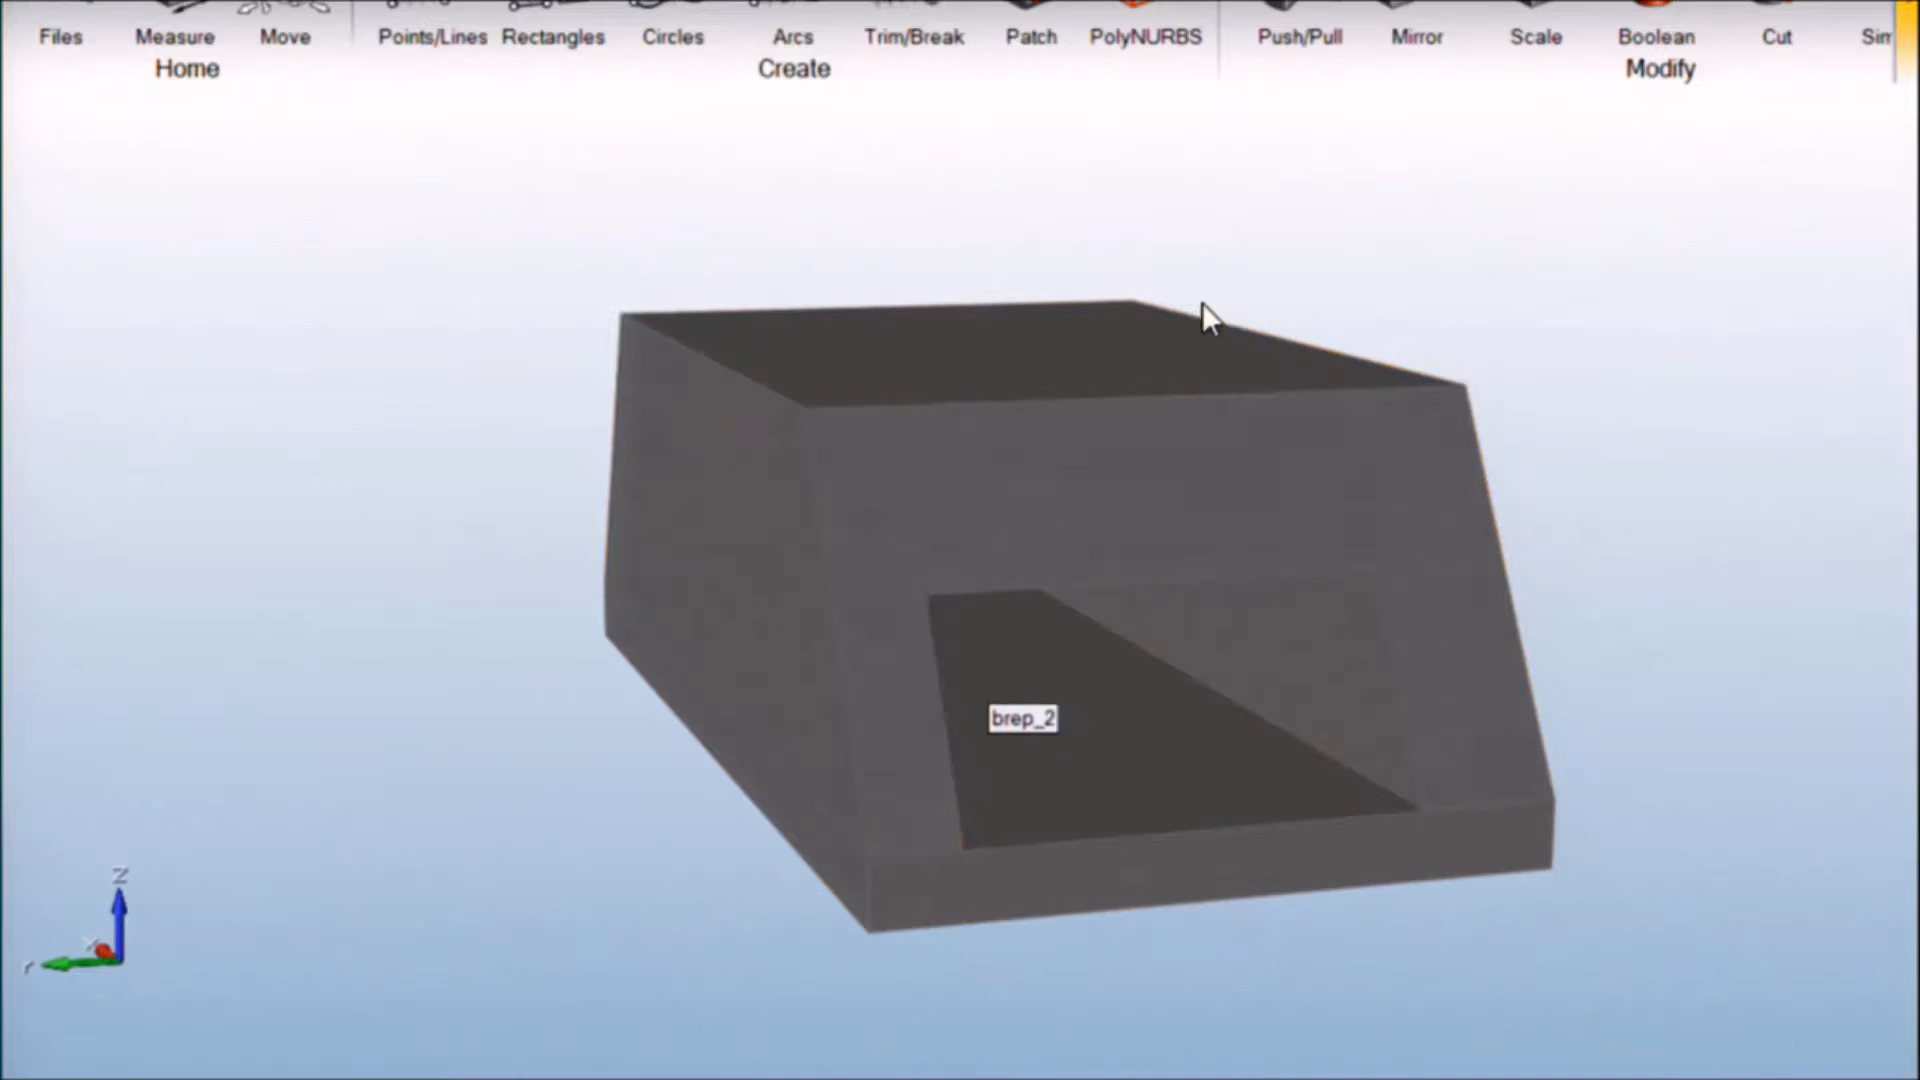 Files Measure Move Points/Lines Rectangles Circles Arcs Trim/Break Patch PolyNURBS Push/Pull Mirror Scale Boolean Cut Sim
Home Create Modify
brep_2
Z
X
Y